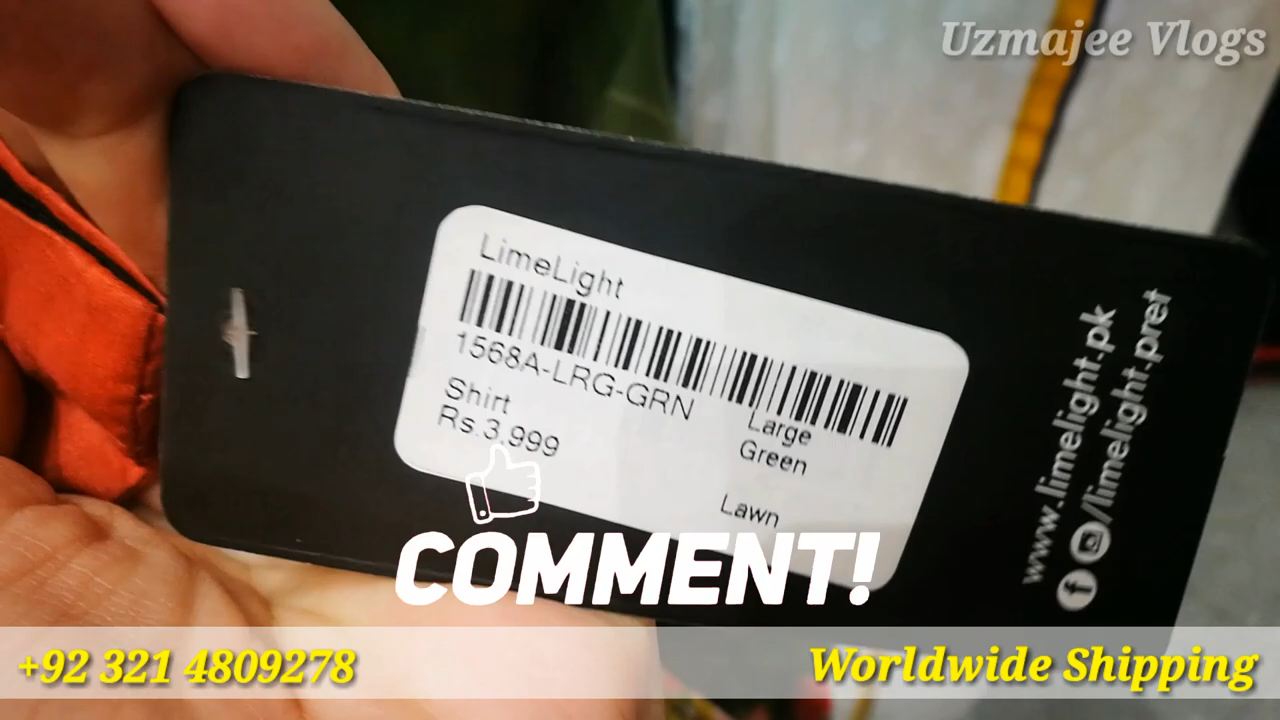 Uzmajee Vlogs
LimeLight
1568A-LRG-GRN
Shirt
Large
Rs.3,999
Green
Lawn
www.limelight.pk
/limelight.pret
COMMENT!
+92 321 4809278
Worldwide Shipping